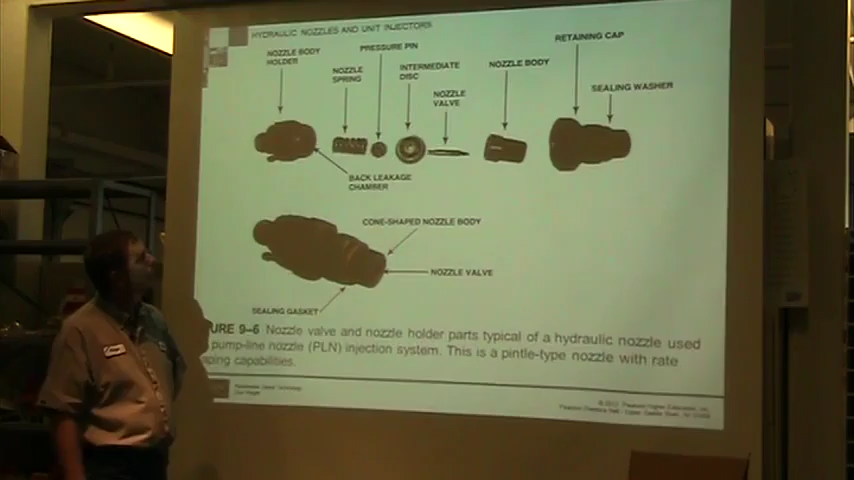 HYDRAULIC NOZZLES AND UNIT INJECTORS
RETAINING CAP
PRESSURE PIN
NOZZLE BODY
HOLDER
NOZZLE
SPRING
INTERMEDIATE
DISC
NOZZLE BODY
NOZZLE
VALVE
SEALING WASHER
BACK LEAKAGE
CHAMBER
CONE-SHAPED NOZZLE BODY
NOZZLE VALVE
SEALING GASKET
URE 9–6 Nozzle valve and nozzle holder parts typical of a hydraulic nozzle used
pump-line nozzle (PLN) injection system. This is a pintle-type nozzle with rate
aping capabilities.